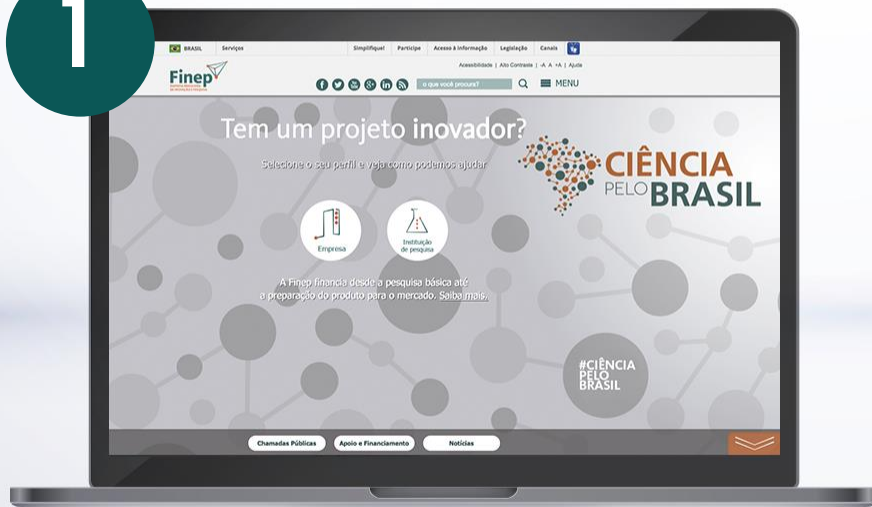 1
BRASIL Serviços Simplifique! Participe Acesso à informação Legislação Canais
Acessibilidade | Alto Contraste | -A A +A | Ajuda
Finep
o que você procura? MENU
Tem um projeto inovador?
Selecione o seu perfil e veja como podemos ajudar
CIÊNCIA
PELO BRASIL
Empresa
Instituição
de pesquisa
A Finep financia desde a pesquisa básica até
a preparação do produto para o mercado. Saiba mais.
#CIÊNCIA
PELO
BRASIL
Chamadas Públicas Apoio e Financiamento Notícias